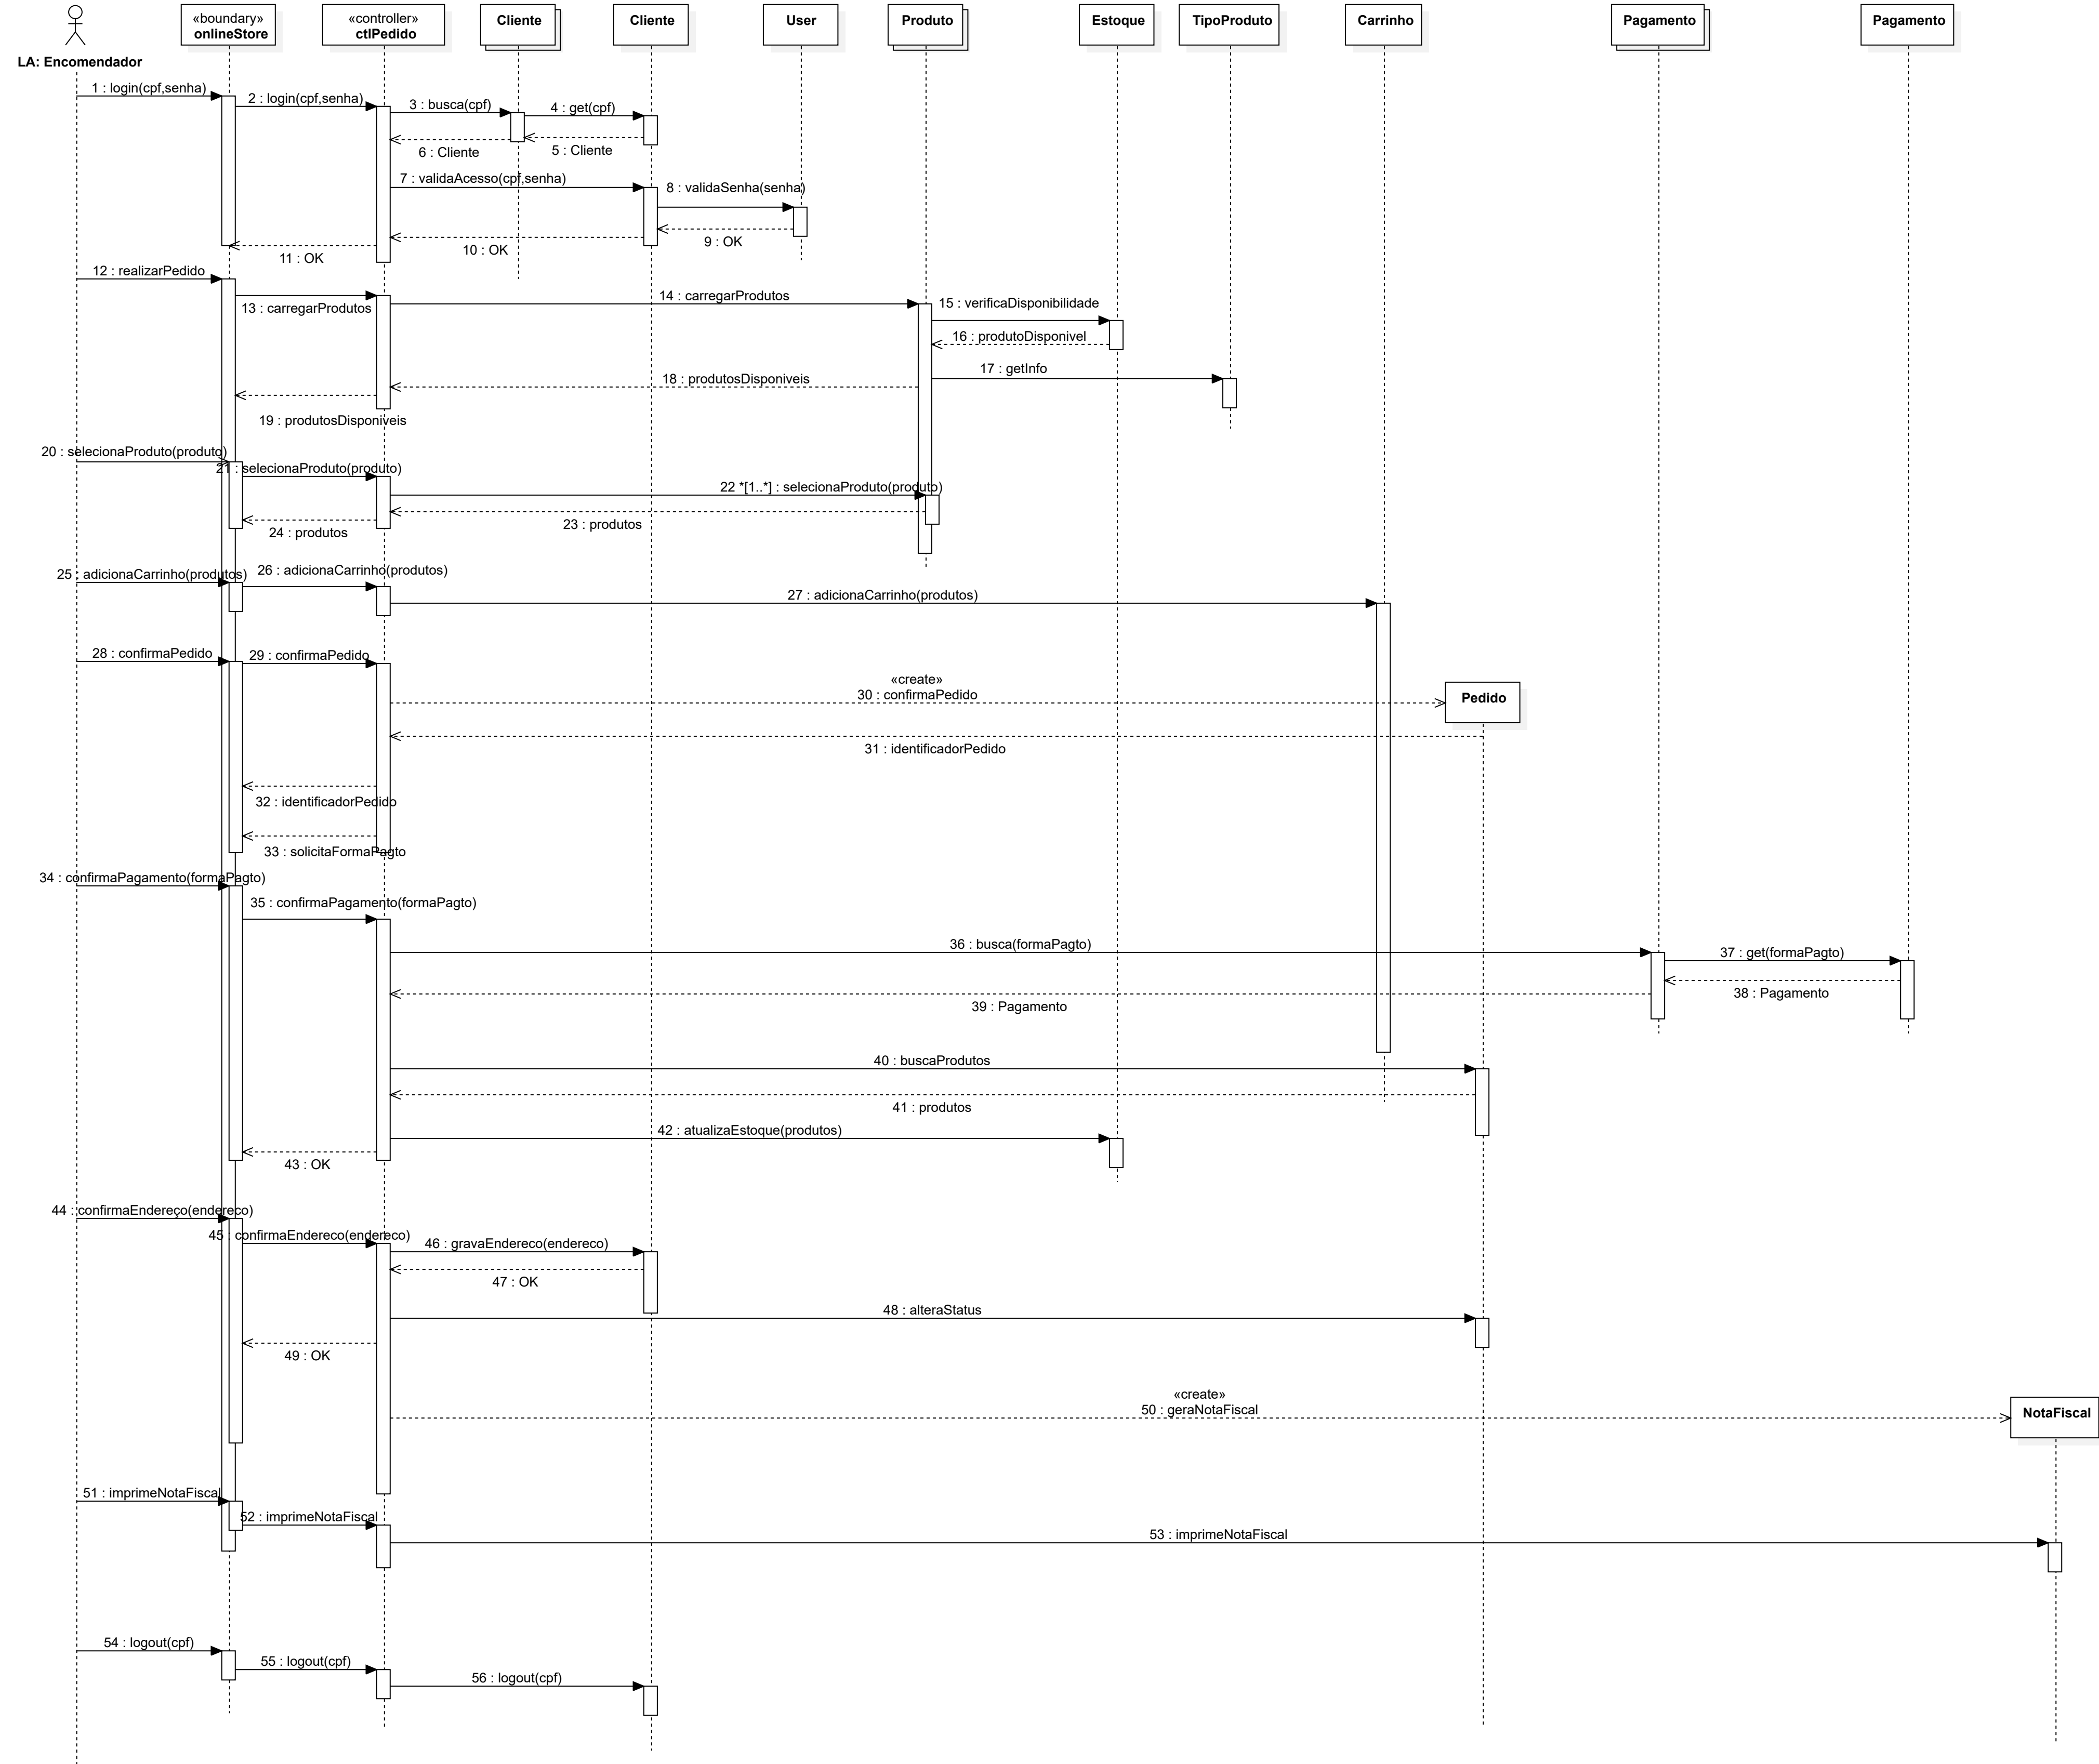 «boundary»
onlineStore
«controller»
ctlPedido
Cliente
Cliente
User
Produto
Estoque
TipoProduto
Carrinho
Pagamento
Pagamento
LA: Encomendador
1 : login(cpf,senha)
2 : login(cpf,senha)
3 : busca(cpf)
4 : get(cpf)
5 : Cliente
6 : Cliente
7 : validaAcesso(cpf,senha)
8 : validaSenha(senha)
9 : OK
10 : OK
11 : OK
12 : realizarPedido
13 : carregarProdutos
14 : carregarProdutos
15 : verificaDisponibilidade
16 : produtoDisponivel
17 : getInfo
18 : produtosDisponiveis
19 : produtosDisponiveis
20 : selecionaProduto(produto)
21 : selecionaProduto(produto)
22 *[1..*] : selecionaProduto(produto)
23 : produtos
24 : produtos
25 : adicionaCarrinho(produtos)
26 : adicionaCarrinho(produtos)
27 : adicionaCarrinho(produtos)
28 : confirmaPedido
29 : confirmaPedido
«create»
30 : confirmaPedido
Pedido
31 : identificadorPedido
32 : identificadorPedido
33 : solicitaFormaPagto
34 : confirmaPagamento(formaPagto)
35 : confirmaPagamento(formaPagto)
36 : busca(formaPagto)
37 : get(formaPagto)
38 : Pagamento
39 : Pagamento
40 : buscaProdutos
41 : produtos
42 : atualizaEstoque(produtos)
43 : OK
44 : confirmaEndereço(endereco)
45 : confirmaEndereco(endereco)
46 : gravaEndereco(endereco)
47 : OK
48 : alteraStatus
49 : OK
«create»
50 : geraNotaFiscal
NotaFiscal
51 : imprimeNotaFiscal
52 : imprimeNotaFiscal
53 : imprimeNotaFiscal
54 : logout(cpf)
55 : logout(cpf)
56 : logout(cpf)